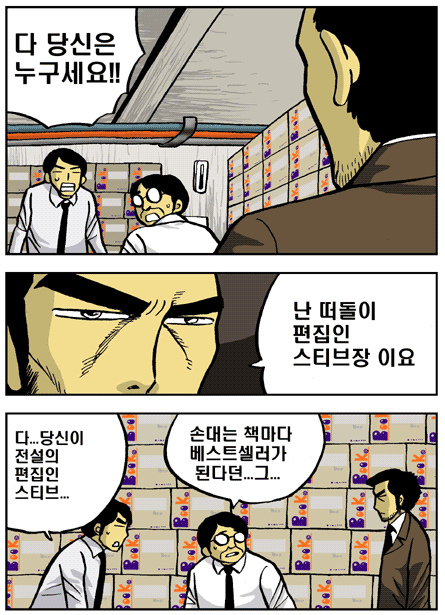 다 당신은
누구세요!!
난 떠돌이
편집인
스티브장 이요
다...당신이
전설의
편집인
스티브...
손대는 책마다
베스트셀러가
된다던...그...